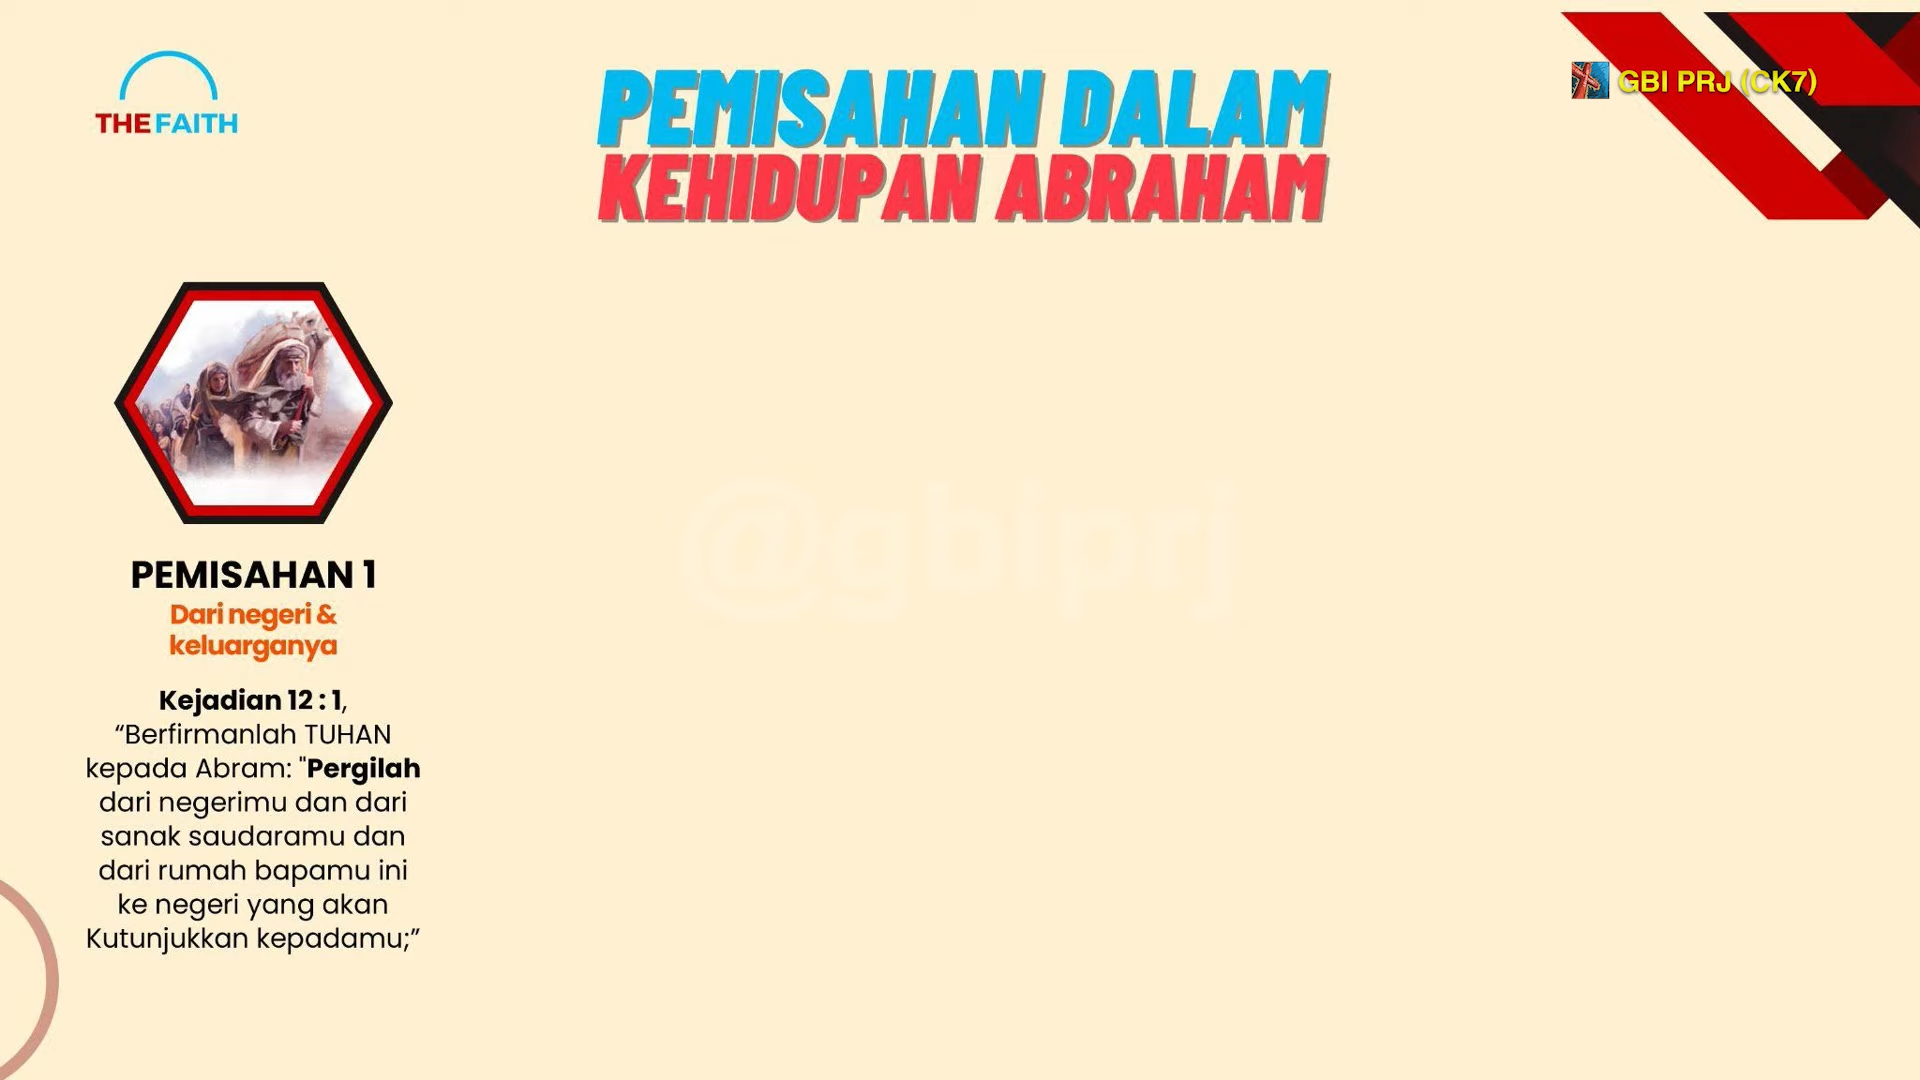 THE FAITH
PEMISAHAN DALAM
KEHIDUPAN ABRAHAM
GBI PRJ (CK7)
@gbiprj
PEMISAHAN 1
Dari negeri &
keluarganya
Kejadian 12 : 1,
“Berfirmanlah TUHAN
kepada Abram: "Pergilah
dari negerimu dan dari
sanak saudaramu dan
dari rumah bapamu ini
ke negeri yang akan
Kutunjukkan kepadamu;”